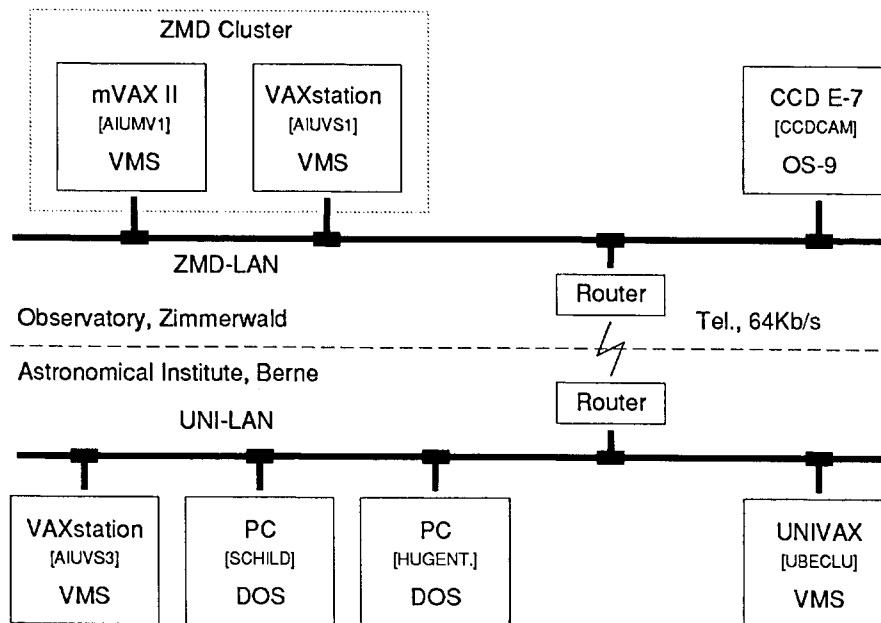 ZMD Cluster
mVAX II
[AIUMV1]
VMS
VAXstation
[AIUVS1]
VMS
CCD E-7
[CCDCAM]
OS-9
ZMD-LAN
Router
Observatory, Zimmerwald
Tel., 64Kb/s
Astronomical Institute, Berne
Router
UNI-LAN
VAXstation
[AIUVS3]
VMS
PC
[SCHILD]
DOS
PC
[HUGENT.]
DOS
UNIVAX
[UBECLU]
VMS